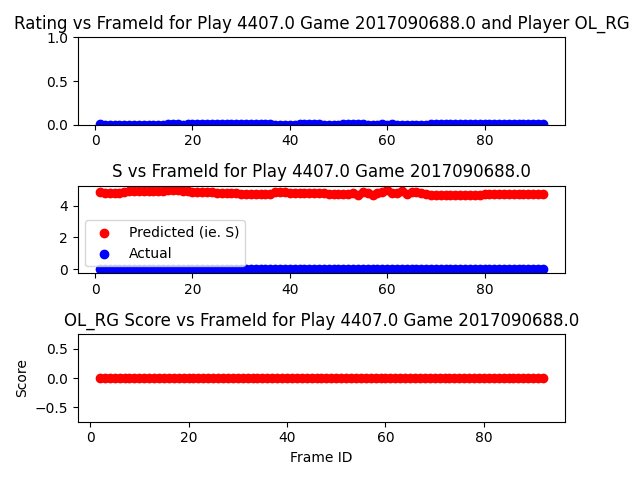 Rating vs FrameId for Play 4407.0 Game 2017090688.0 and Player OL_RG
1.0
0.5
0.0
0 20 40 60 80
S vs FrameId for Play 4407.0 Game 2017090688.0
4
2
0
Predicted (ie. S)
Actual
0 20 40 60 80
OL_RG Score vs FrameId for Play 4407.0 Game 2017090688.0
Score
0.5
0.0
−0.5
0 20 40 60 80
Frame ID